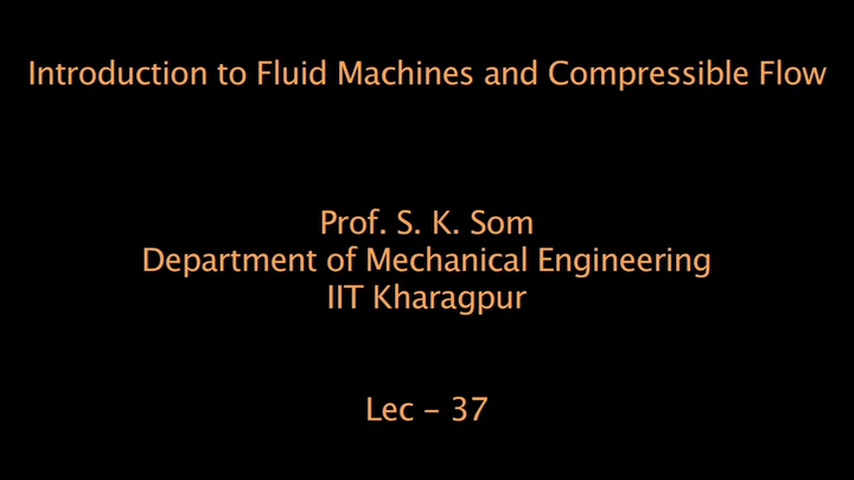 Introduction to Fluid Machines and Compressible Flow
Prof. S. K. Som
Department of Mechanical Engineering
IIT Kharagpur
Lec – 37